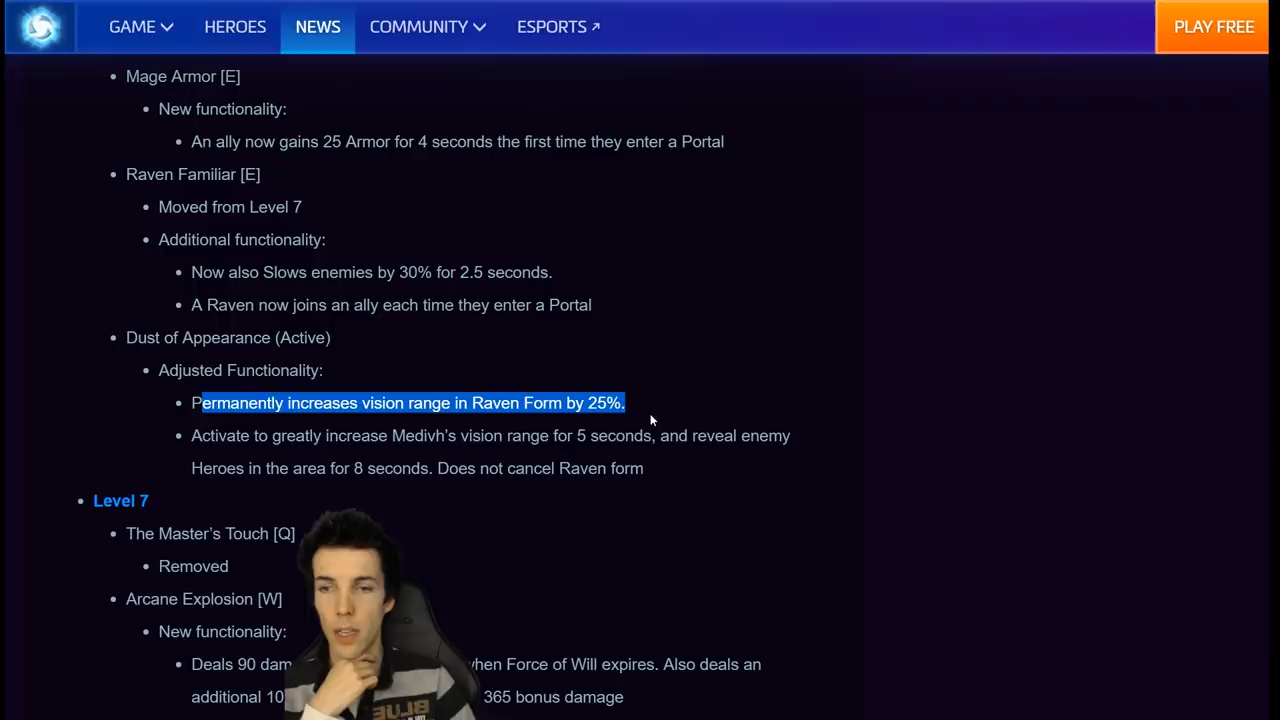 GAME HEROES NEWS COMMUNITY ESPORTS PLAY FREE
Mage Armor [E]
New functionality:
An ally now gains 25 Armor for 4 seconds the first time they enter a Portal
Raven Familiar [E]
Moved from Level 7
Additional functionality:
Now also Slows enemies by 30% for 2.5 seconds.
A Raven now joins an ally each time they enter a Portal
Dust of Appearance (Active)
Adjusted Functionality:
Permanently increases vision range in Raven Form by 25%.
Activate to greatly increase Medivh's vision range for 5 seconds, and reveal enemy
Heroes in the area for 8 seconds. Does not cancel Raven form
Level 7
The Master's Touch [Q]
Removed
Arcane Explosion [W]
New functionality:
Deals 90 when Force of Will expires. Also deals an
additional 365 bonus damage